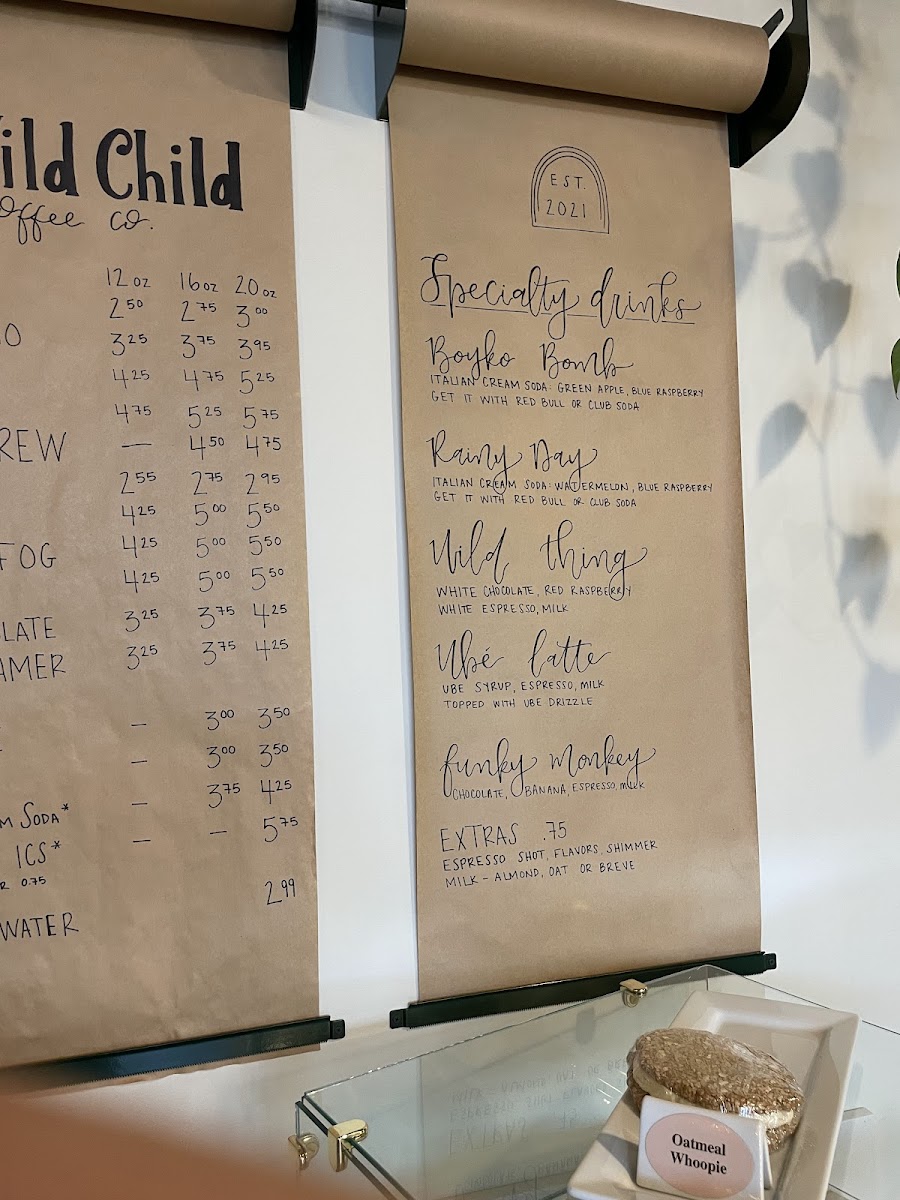 ild Child
offee co.
12 oz 16 oz 20 oz
2 50 2 75 3 00
O 3 25 3 75 3 95
4 25 4 75 5 25
4 75 5 25 5 75
REW — 4 50 4 75
2 55 2 75 2 95
4 25 5 00 5 50
4 25 5 00 5 50
FOG 4 25 5 00 5 50
LATE 3 25 3 75 4 25
AMER 3 25 3 75 4 25
— 3 00 3 50
— 3 00 3 50
— 3 75 4 25
M SODA* — — 5 75
ICS*
R 0.75
2 99
WATER
EST.
2021
Specialty drinks
Boyko Bomb
ITALIAN CREAM SODA: GREEN APPLE, BLUE RASPBERRY
GET IT WITH RED BULL OR CLUB SODA
Rainy Day
ITALIAN CREAM SODA: WATERMELON, BLUE RASPBERRY
GET IT WITH RED BULL OR CLUB SODA
Wild thing
WHITE CHOCOLATE, RED RASPBERRY
WHITE ESPRESSO, MILK
Ubé latte
UBE SYRUP, ESPRESSO, MILK
TOPPED WITH UBE DRIZZLE
funky monkey
CHOCOLATE, BANANA, ESPRESSO, MILK
EXTRAS .75
ESPRESSO SHOT, FLAVORS, SHIMMER
MILK - ALMOND, OAT OR BREVE
Oatmeal
Whoopie